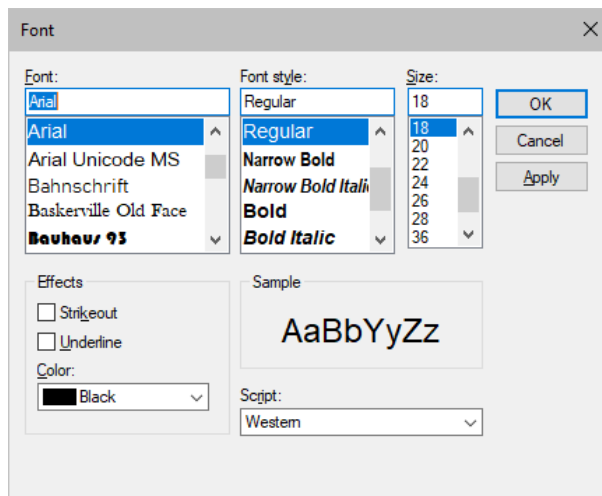 Font
Font:
Arial
Arial
Arial Unicode MS
Bahnschrift
Baskerville Old Face
Bauhaus 93
Font style:
Regular
Regular
Narrow Bold
Narrow Bold Itali
Bold
Bold Italic
Size:
18
18
20
22
24
26
28
36
OK
Cancel
Apply
Effects
Strikeout
Underline
Color:
Black
Sample
AaBbYyZz
Script:
Western